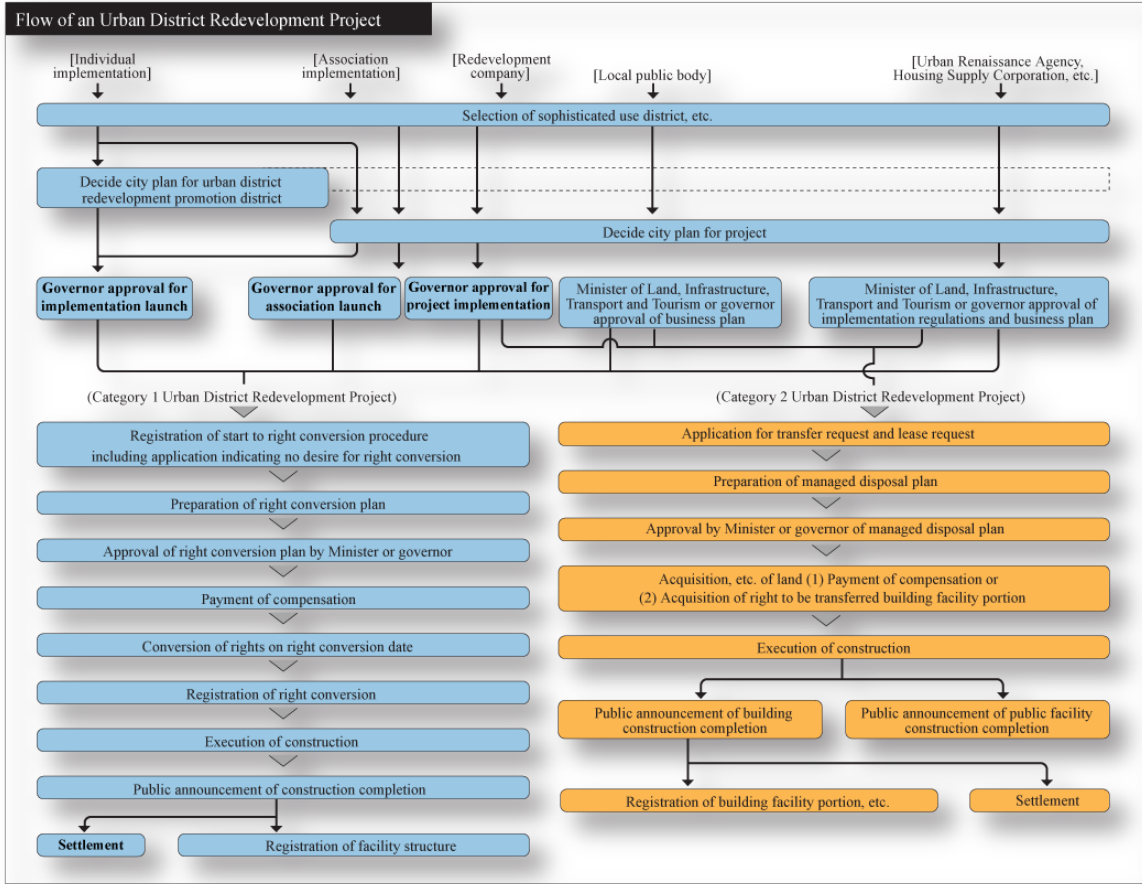 Flow of an Urban District Redevelopment Project
[Individual
implementation]
[Association
implementation]
[Redevelopment
company]
[Local public body]
[Urban Renaissance Agency,
Housing Supply Corporation, etc.]
Selection of sophisticated use district, etc.
Decide city plan for urban district
redevelopment promotion district
Decide city plan for project
Governor approval for
implementation launch
Governor approval for
association launch
Governor approval for
project implementation
Minister of Land, Infrastructure,
Transport and Tourism or governor
approval of business plan
Minister of Land, Infrastructure,
Transport and Tourism or governor approval of
implementation regulations and business plan
(Category 1 Urban District Redevelopment Project)
Registration of start to right conversion procedure
including application indicating no desire for right conversion
Preparation of right conversion plan
Approval of right conversion plan by Minister or governor
Payment of compensation
Conversion of rights on right conversion date
Registration of right conversion
Execution of construction
Public announcement of construction completion
Settlement
Registration of facility structure
(Category 2 Urban District Redevelopment Project)
Application for transfer request and lease request
Preparation of managed disposal plan
Approval by Minister or governor of managed disposal plan
Acquisition, etc. of land (1) Payment of compensation or
(2) Acquisition of right to be transferred building facility portion
Execution of construction
Public announcement of building
construction completion
Public announcement of public facility
construction completion
Registration of building facility portion, etc.
Settlement